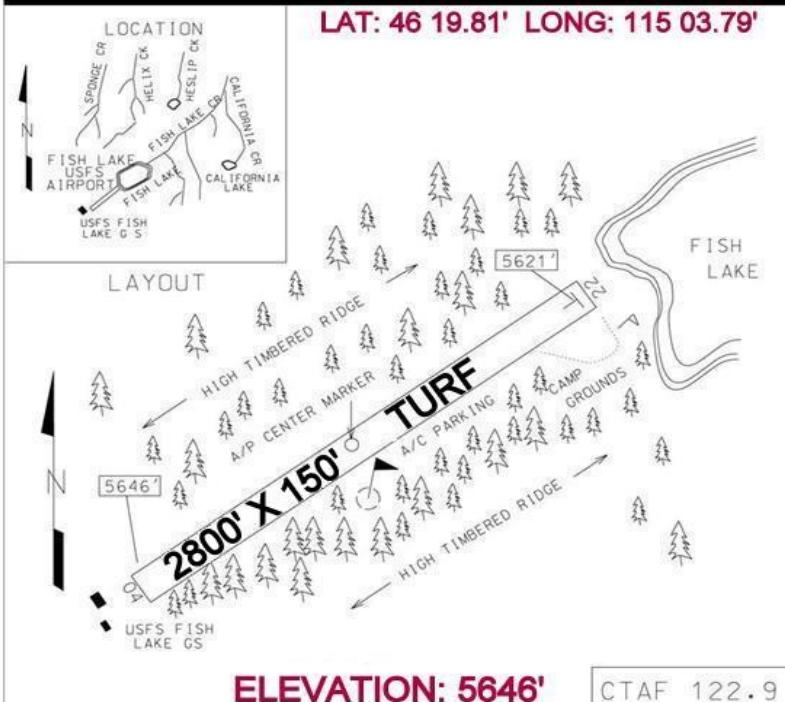 LAT: 46 19.81' LONG: 115 03.79'
LOCATION
SPONGE CR
HELIX CK
HESLIP CK
CALIFORNIA CR
FISH LAKE CR
N
FISH LAKE
USFS
AIRPORT
FISH LAKE
CALIFORNIA
LAKE
USFS FISH
LAKE G S
LAYOUT
5621'
22
FISH
LAKE
HIGH TIMBERED RIDGE
A/P CENTER MARKER
TURF
A/C PARKING
CAMP
GROUNDS
N
5646'
2800' X 150'
HIGH TIMBERED RIDGE
04
USFS FISH
LAKE GS
ELEVATION: 5646'
CTAF 122.9